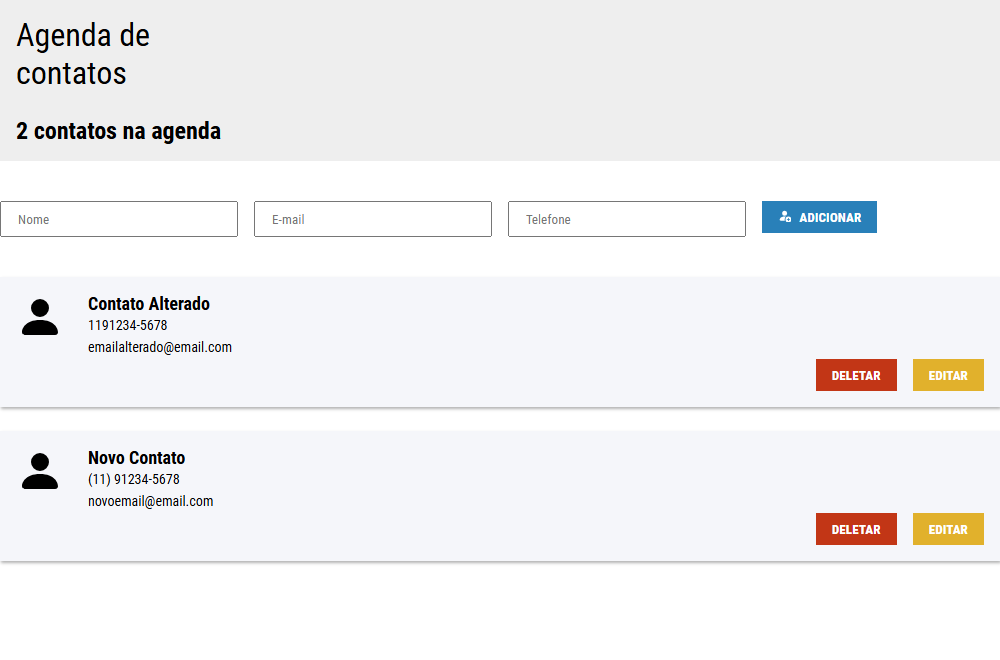 Agenda de
contatos
2 contatos na agenda
Nome E-mail Telefone ADICIONAR
Contato Alterado
1191234-5678
emailalterado@email.com
DELETAR EDITAR
Novo Contato
(11) 91234-5678
novoemail@email.com
DELETAR EDITAR